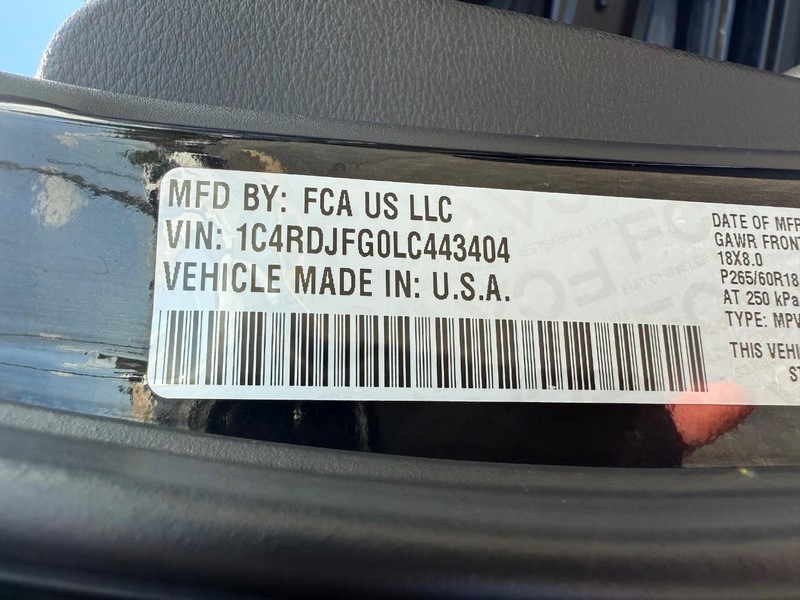 MFD BY: FCA US LLC
VIN: 1C4RDJFG0LC443404
VEHICLE MADE IN: U.S.A.
DATE OF MFR
GAWR FRONT
18X8.0
P265/60R18
AT 250 kPa
TYPE: MPV
THIS VEHI
ST